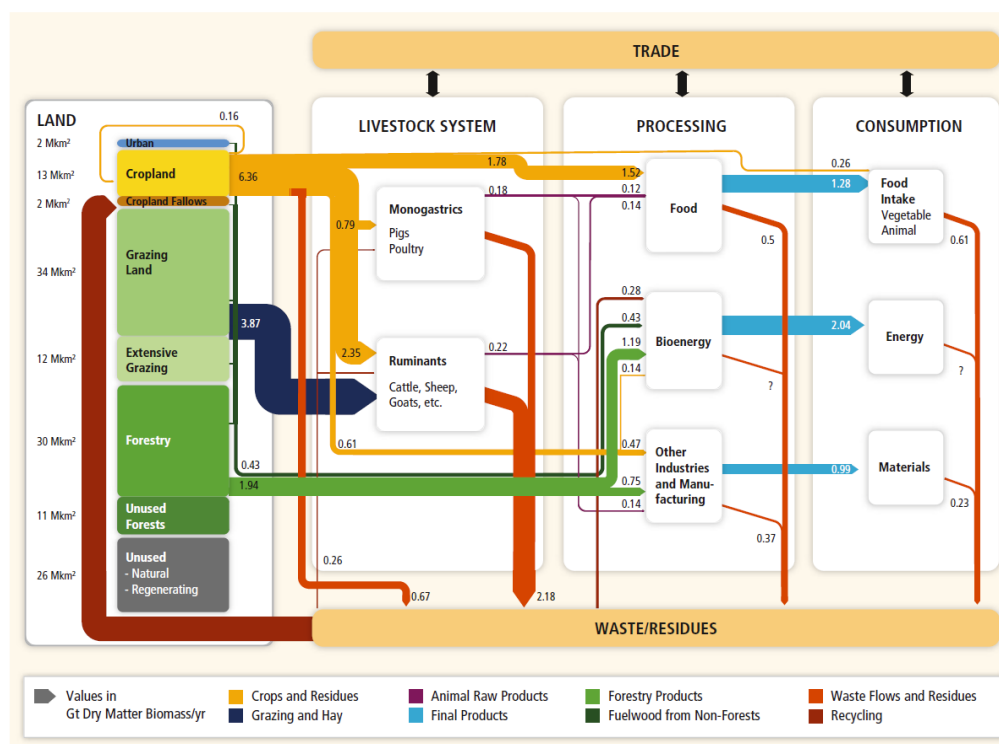 TRADE
LAND
0.16
LIVESTOCK SYSTEM
PROCESSING
CONSUMPTION
2 Mkm²
Urban
13 Mkm²
Cropland
6.36
1.78
1.52
0.26
1.28
2 Mkm²
Cropland Fallows
0.18
0.12
0.14
Food
Food
Intake
Vegetable
Animal
Monogastrics
Pigs
Poultry
0.79
0.5
0.61
34 Mkm²
Grazing
Land
3.87
0.28
0.43
1.19
0.14
Bioenergy
2.04
Energy
?
?
12 Mkm²
Extensive
Grazing
2.35
Ruminants
Cattle, Sheep,
Goats, etc.
0.22
30 Mkm²
Forestry
0.43
1.94
0.61
0.47
0.75
0.14
Other
Industries
and Manu-
facturing
0.99
Materials
0.37
0.23
11 Mkm²
Unused
Forests
26 Mkm²
Unused
- Natural
- Regenerating
0.26
0.67
2.18
WASTE/RESIDUES
Values in
Gt Dry Matter Biomass/yr
Crops and Residues
Grazing and Hay
Animal Raw Products
Final Products
Forestry Products
Fuelwood from Non-Forests
Waste Flows and Residues
Recycling